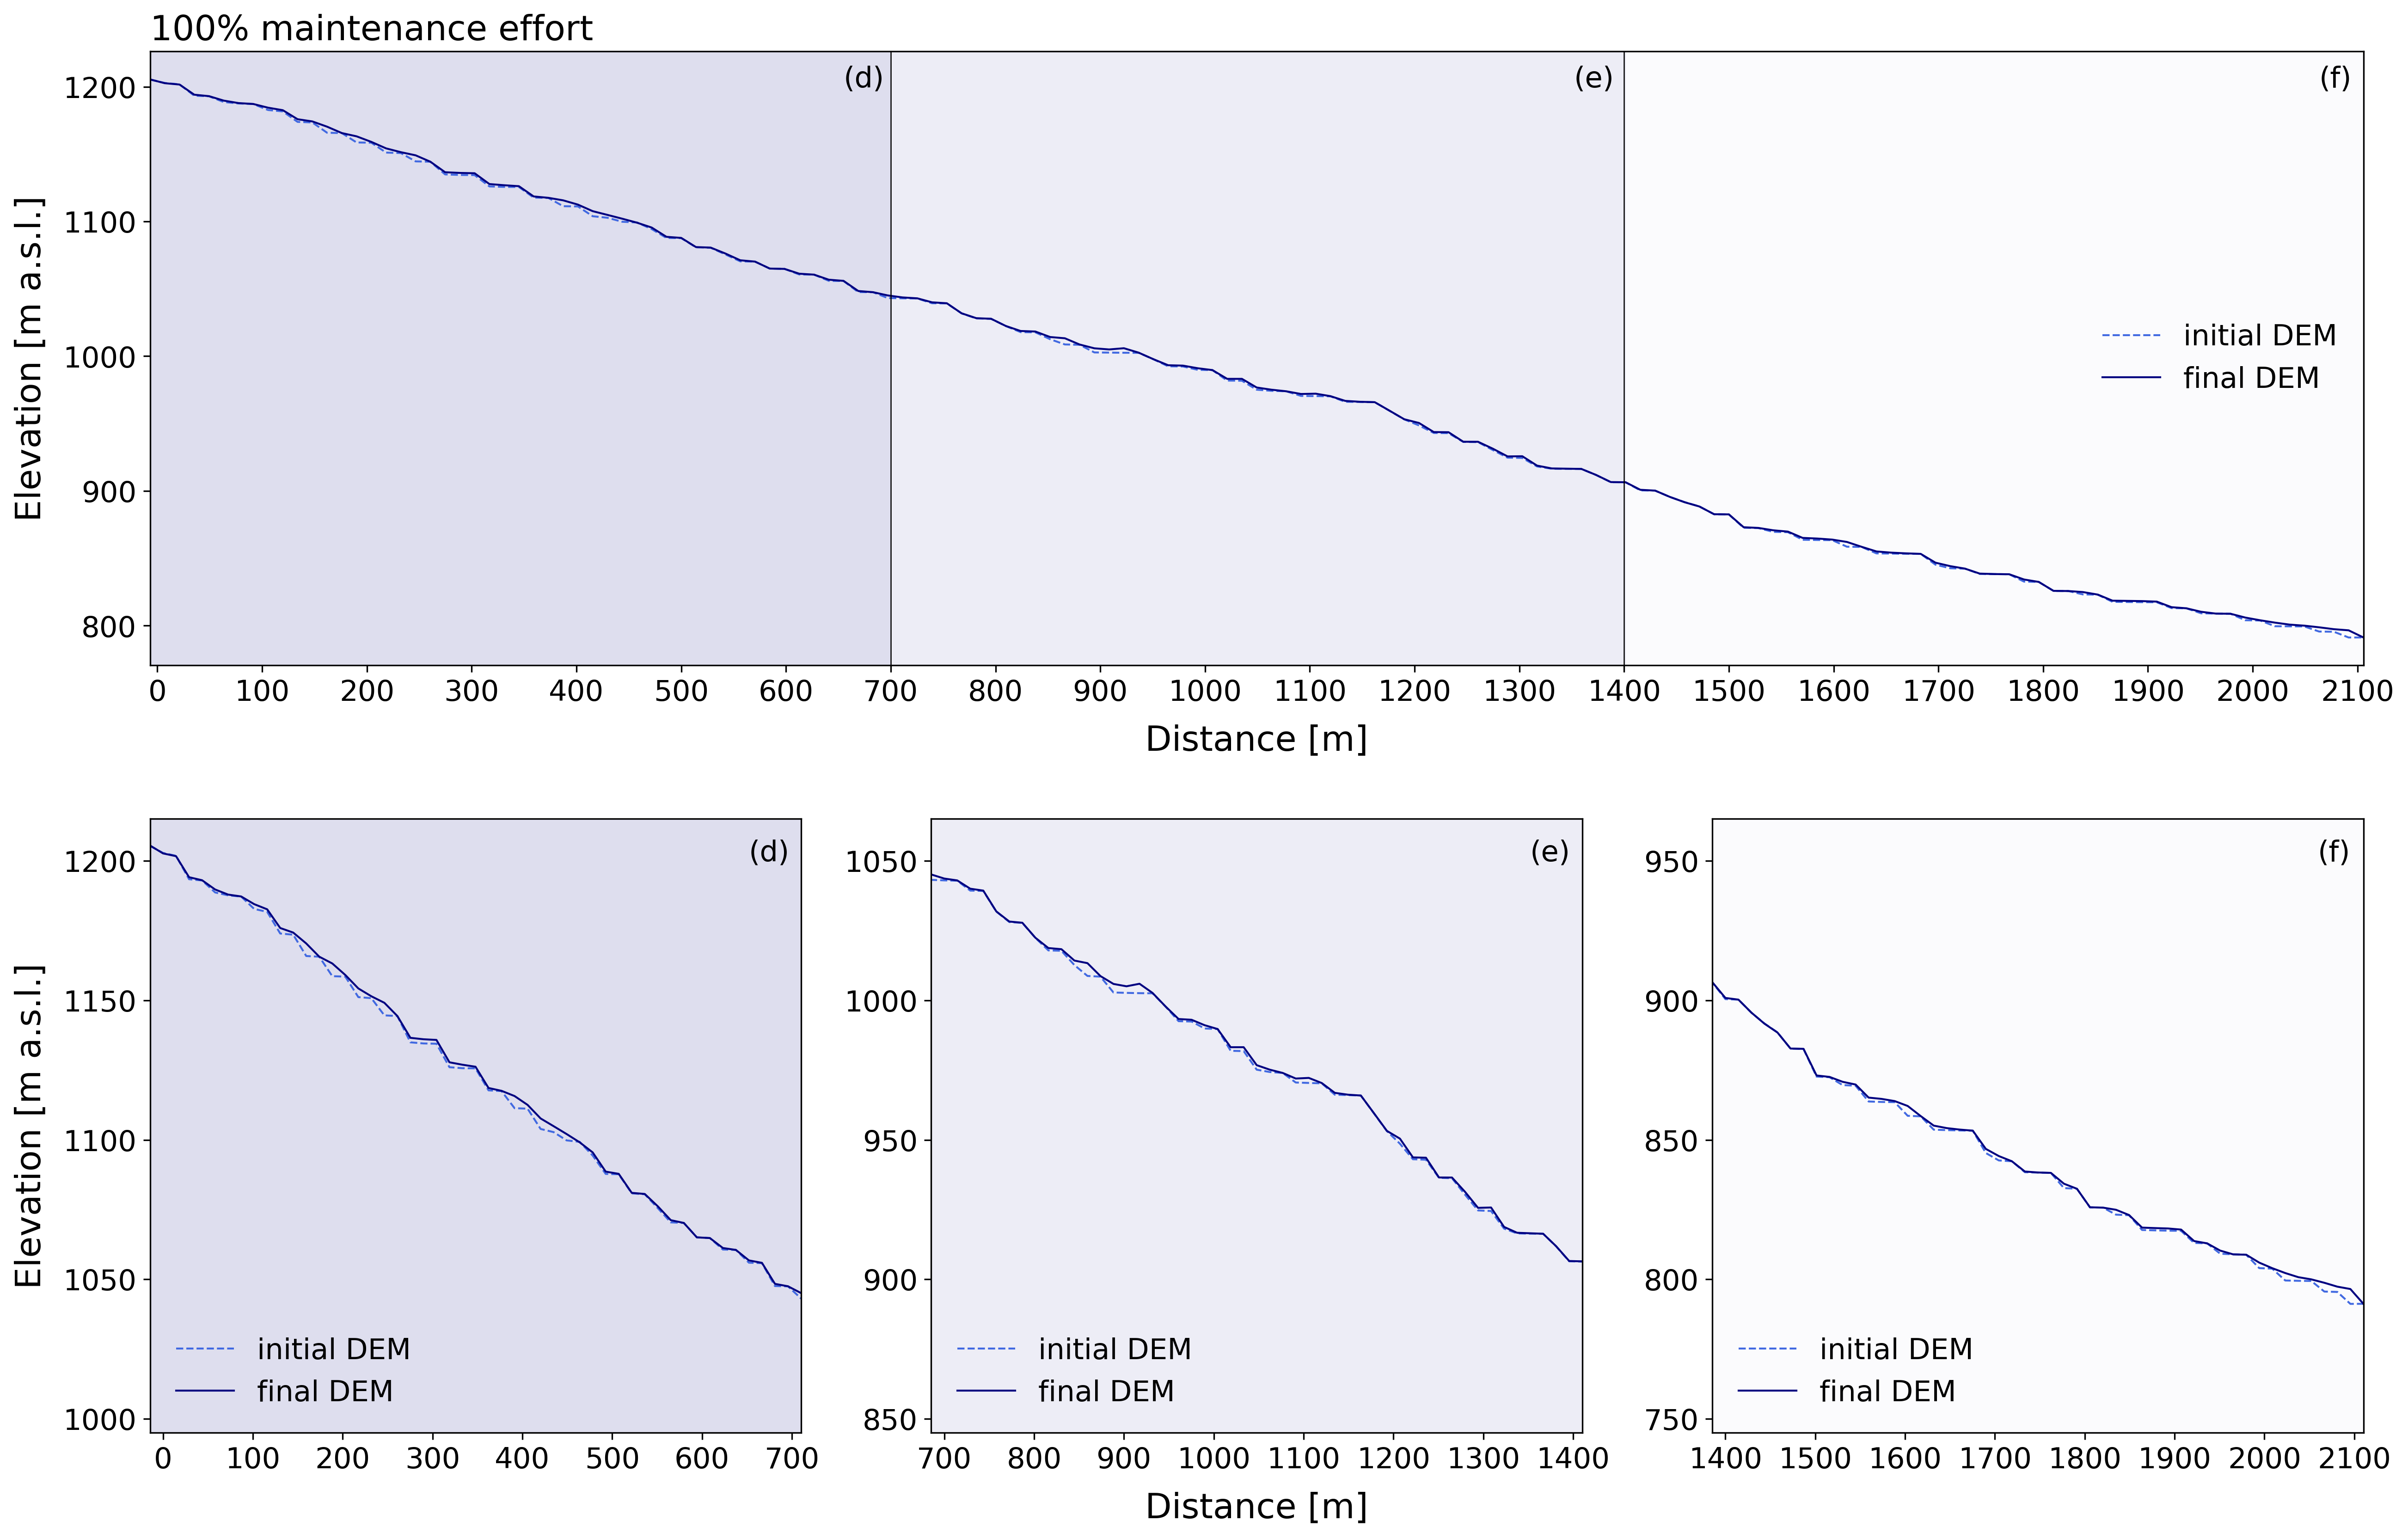 100% maintenance effort
(d) (e) (f)
1200
1100
1000
900
800
Elevation [m a.s.l.]
initial DEM
final DEM
0 100 200 300 400 500 600 700 800 900 1000 1100 1200 1300 1400 1500 1600 1700 1800 1900 2000 2100
Distance [m]
(d)
1200
1150
1100
1050
1000
Elevation [m a.s.l.]
initial DEM
final DEM
0 100 200 300 400 500 600 700
(e)
1050
1000
950
900
850
initial DEM
final DEM
700 800 900 1000 1100 1200 1300 1400
(f)
950
900
850
800
750
initial DEM
final DEM
1400 1500 1600 1700 1800 1900 2000 2100
Distance [m]